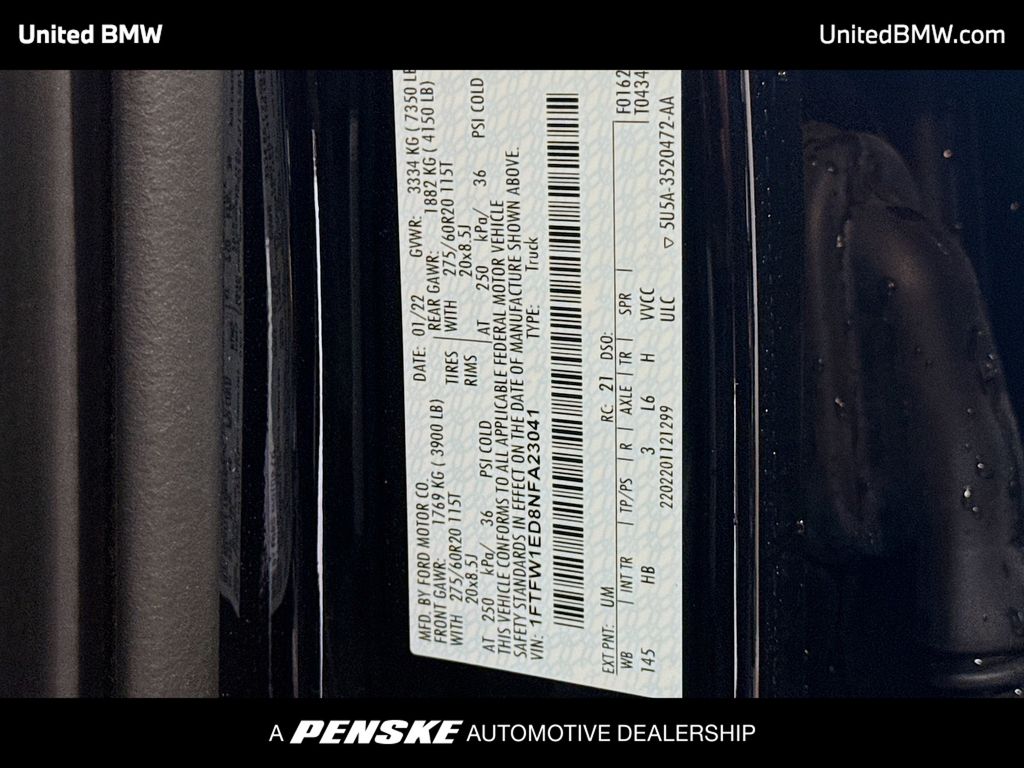 United BMW
UnitedBMW.com
MFD. BY FORD MOTOR CO.
DATE: 01/22 GVWR: 3334 KG ( 7350 LB
FRONT GAWR: 1769 KG ( 3900 LB)
REAR GAWR: 1882 KG ( 4150 LB)
WITH 275/60R20 115T
TIRES WITH 275/60R20 115T
20x8.5J
RIMS 20x8.5J
AT 250 kPa/ 36 PSI COLD
AT 250 kPa/ 36 PSI COLD
THIS VEHICLE CONFORMS TO ALL APPLICABLE FEDERAL MOTOR VEHICLE
SAFETY STANDARDS IN EFFECT ON THE DATE OF MANUFACTURE SHOWN ABOVE.
VIN: 1FTFW1ED8NFA23041 TYPE: Truck
EXT PNT: UM RC: 21 DSO: F0162
WB | INT TR | TP/PS | R | AXLE | TR | SPR | T0434
145 HB 3 L6 H WCC
2202201121299 ULC
▽ 5U5A-3520472-AA
A PENSKE AUTOMOTIVE DEALERSHIP